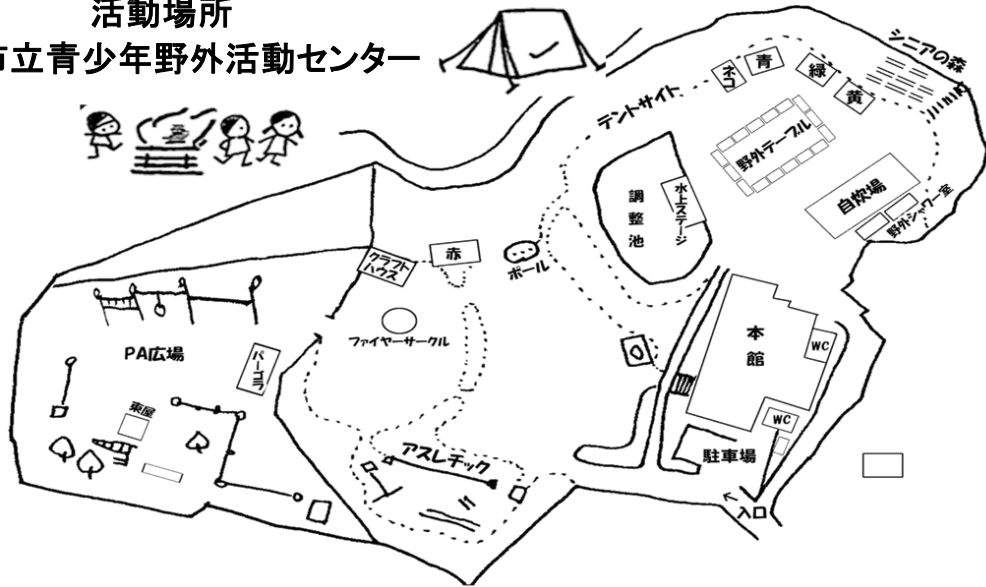 活動場所
市立青少年野外活動センター
シニアの森
ネコ
青
緑
黄
テントサイト
野外テーブル
自炊場
野外シャワー室
調整池
水上ステージ
クラフト
ハウス
赤
ポール
ファイヤーサークル
PA広場
パーゴラ
東屋
アスレチック
本館
WC
WC
駐車場
入口